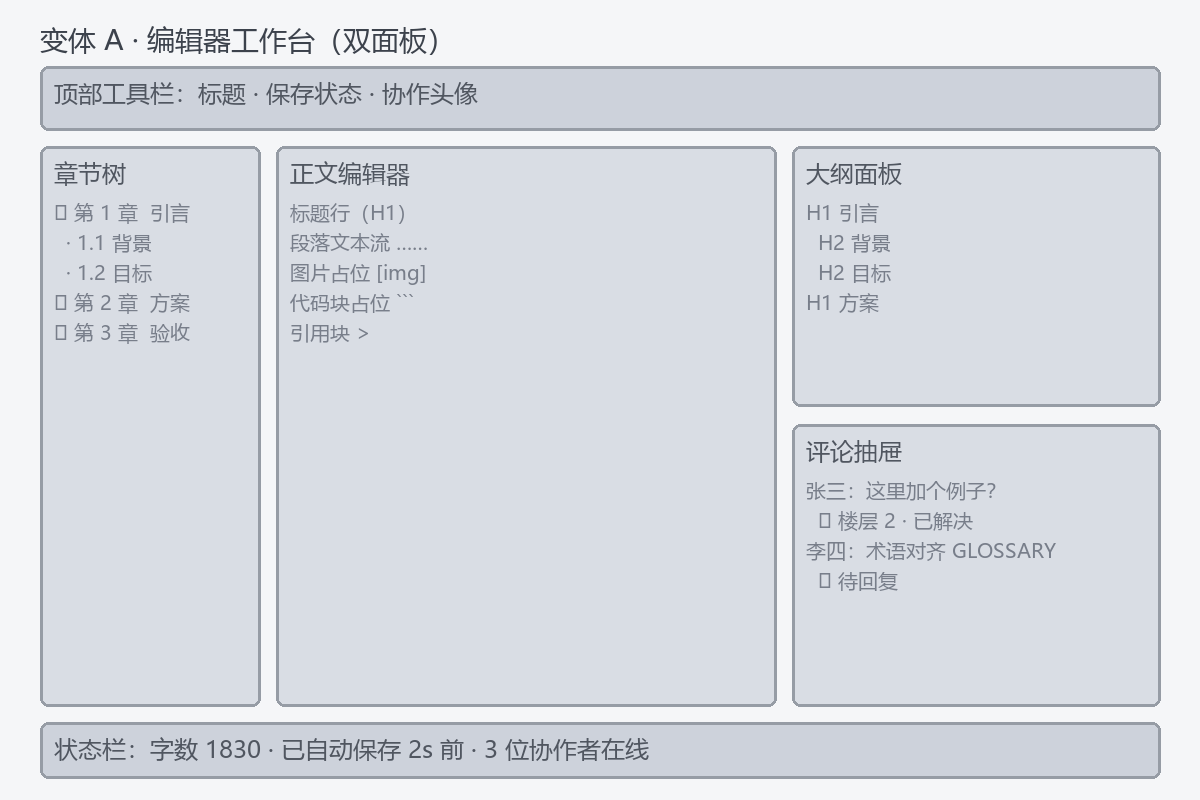 变体 A · 编辑器工作台（双面板）
顶部工具栏：标题 · 保存状态 · 协作头像
章节树
第 1 章 引言
· 1.1 背景
· 1.2 目标
第 2 章 方案
第 3 章 验收
正文编辑器
标题行（H1）
段落文本流 ……
图片占位 [img]
代码块占位 ```
引用块 >
大纲面板
H1 引言
H2 背景
H2 目标
H1 方案
评论抽屉
张三：这里加个例子？
楼层 2 · 已解决
李四：术语对齐 GLOSSARY
待回复
状态栏：字数 1830 · 已自动保存 2s 前 · 3 位协作者在线